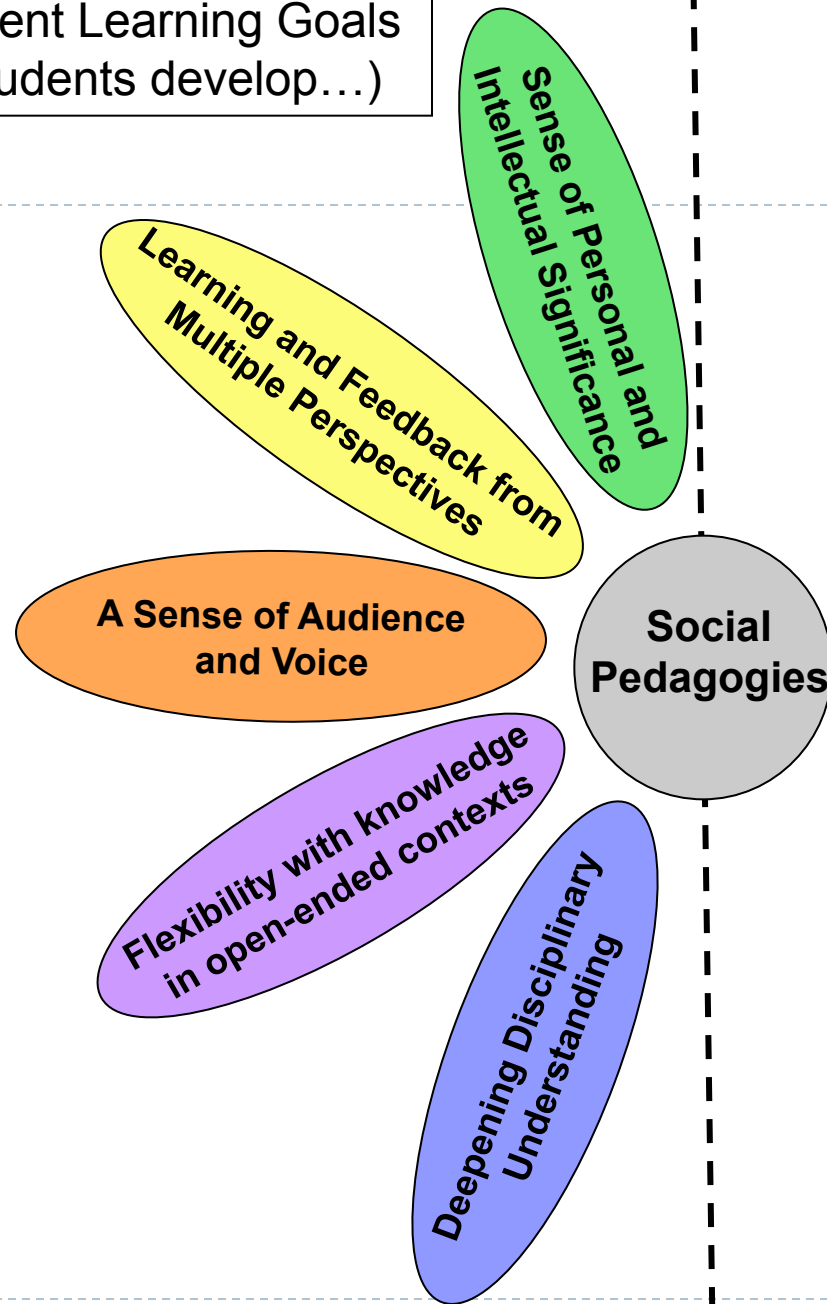 ent Learning Goals
udents develop…)
Sense of Personal and
Intellectual Significance
Learning and Feedback from
Multiple Perspectives
A Sense of Audience
and Voice
Social
Pedagogies
Flexibility with knowledge
in open-ended contexts
Deepening Disciplinary
Understanding